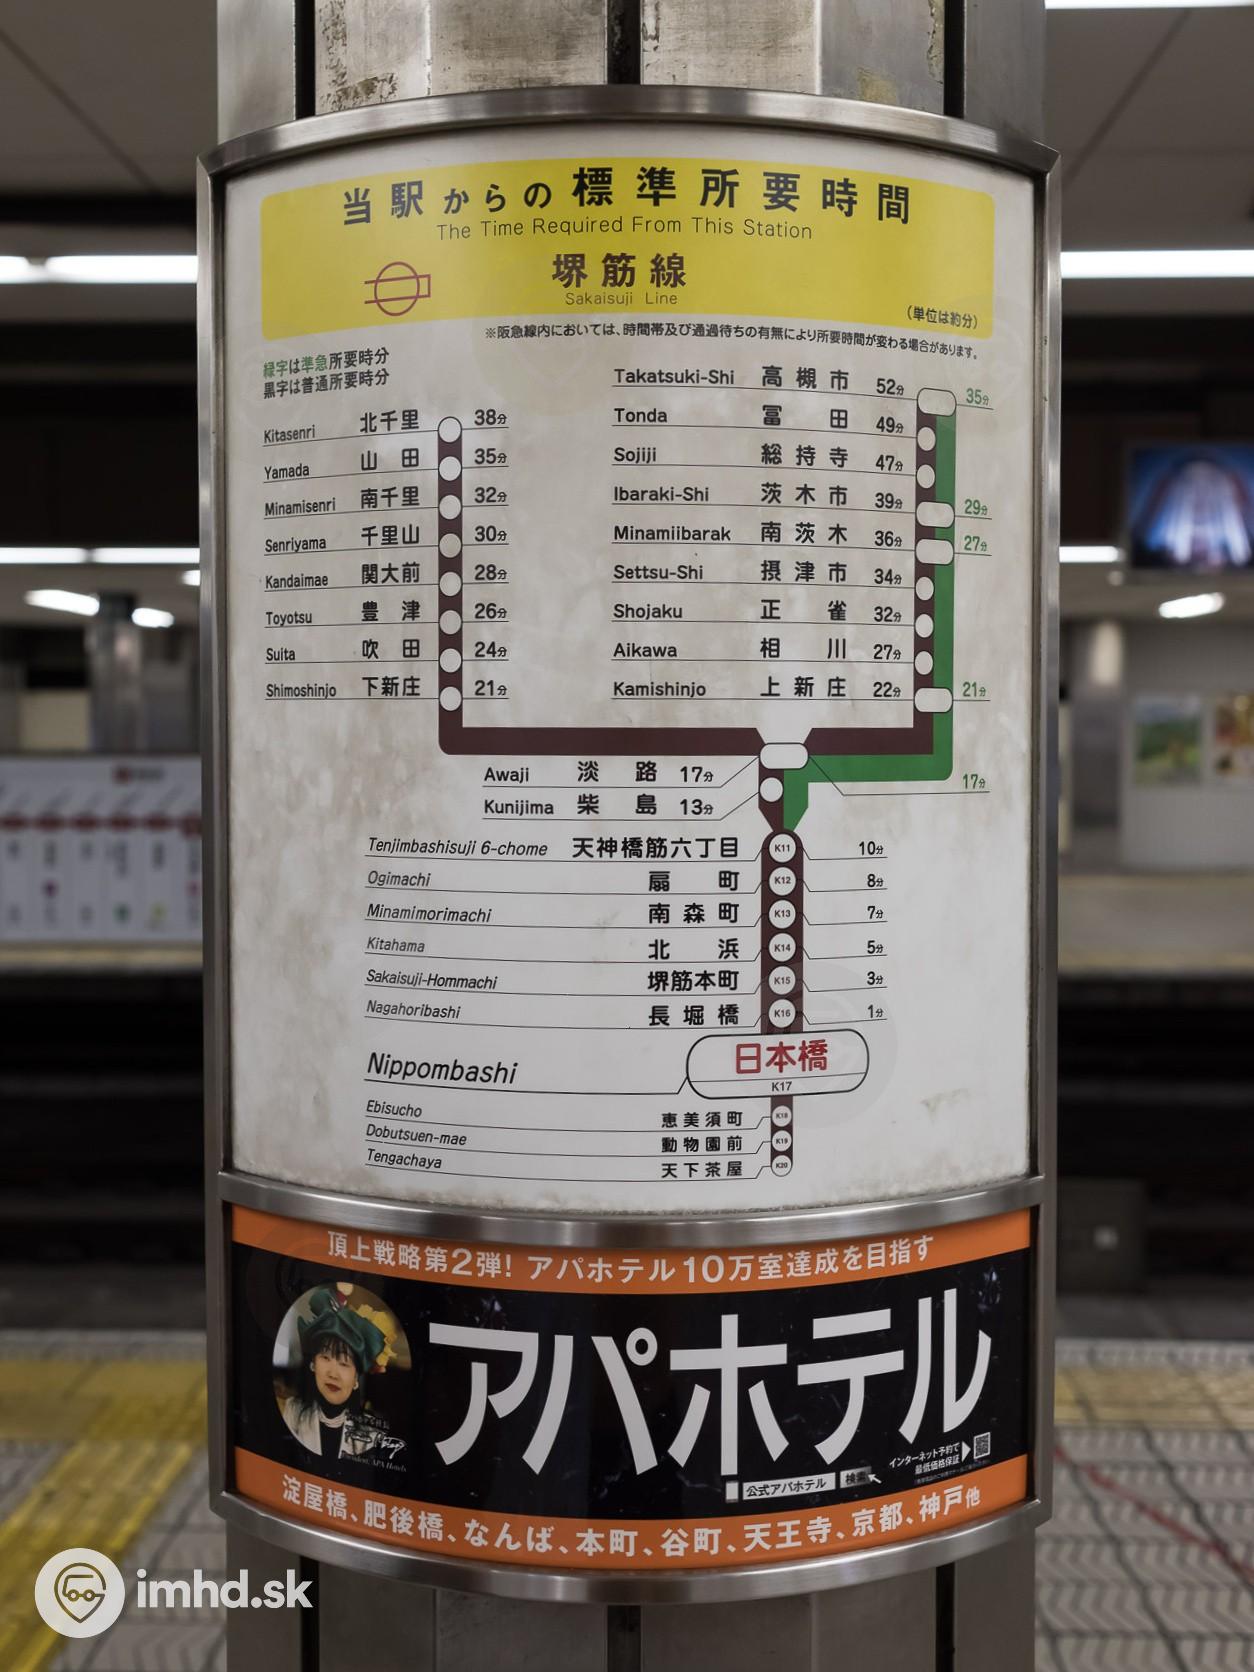 当駅からの標準所要時間
The Time Required From This Station
堺筋線
Sakaisuji Line
(単位は約分)
※阪急線内においては、時間帯及び通過待ちの有無により所要時間が変わる場合があります。
緑字は準急所要時分
黒字は普通所要時分
Kitasenri 北千里 38分
Yamada 山田 35分
Minamisenri 南千里 32分
Senriyama 千里山 30分
Kandaimae 関大前 28分
Toyotsu 豊津 26分
Suita 吹田 24分
Shimoshinjo 下新庄 21分
Takatsuki-Shi 高槻市 52分 35分
Tonda 冨田 49分
Sojiji 総持寺 47分
Ibaraki-Shi 茨木市 39分 29分
Minamiibarak 南茨木 36分 27分
Settsu-Shi 摂津市 34分
Shojaku 正雀 32分
Aikawa 相川 27分
Kamishinjo 上新庄 22分 21分
Awaji 淡路 17分 17分
Kunijima 柴島 13分
Tenjimbashisuji 6-chome 天神橋筋六丁目 K11 10分
Ogimachi 扇町 K12 8分
Minamimorimachi 南森町 K13 7分
Kitahama 北浜 K14 5分
Sakaisuji-Hommachi 堺筋本町 K15 3分
Nagahoribashi 長堀橋 K16 1分
Nippombashi 日本橋
K17
Ebisucho 恵美須町 K18
Dobutsuen-mae 動物園前 K19
Tengachaya 天下茶屋 K20
頂上戦略第2弾! アパホテル10万室達成を目指す
アパホテル
President, APA Hotels
公式アパホテル 検索
インターネット予約で
最低価格保証
淀屋橋、肥後橋、なんば、本町、谷町、天王寺、京都、神戸他
imhd.sk